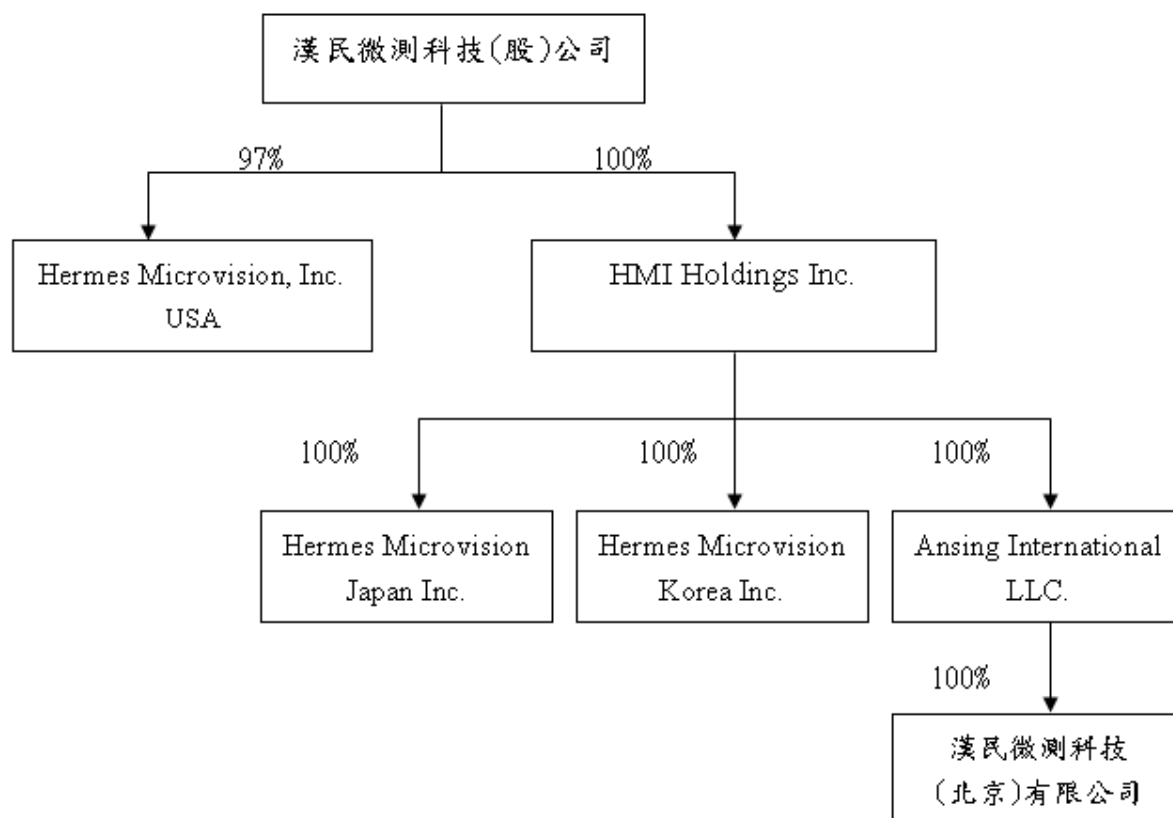 漢民微測科技(股)公司
97%
100%
Hermes Microvision, Inc.
USA
HMI Holdings Inc.
100%
100%
100%
Hermes Microvision
Japan Inc.
Hermes Microvision
Korea Inc.
Ansing International
LLC.
100%
漢民微測科技
(北京)有限公司